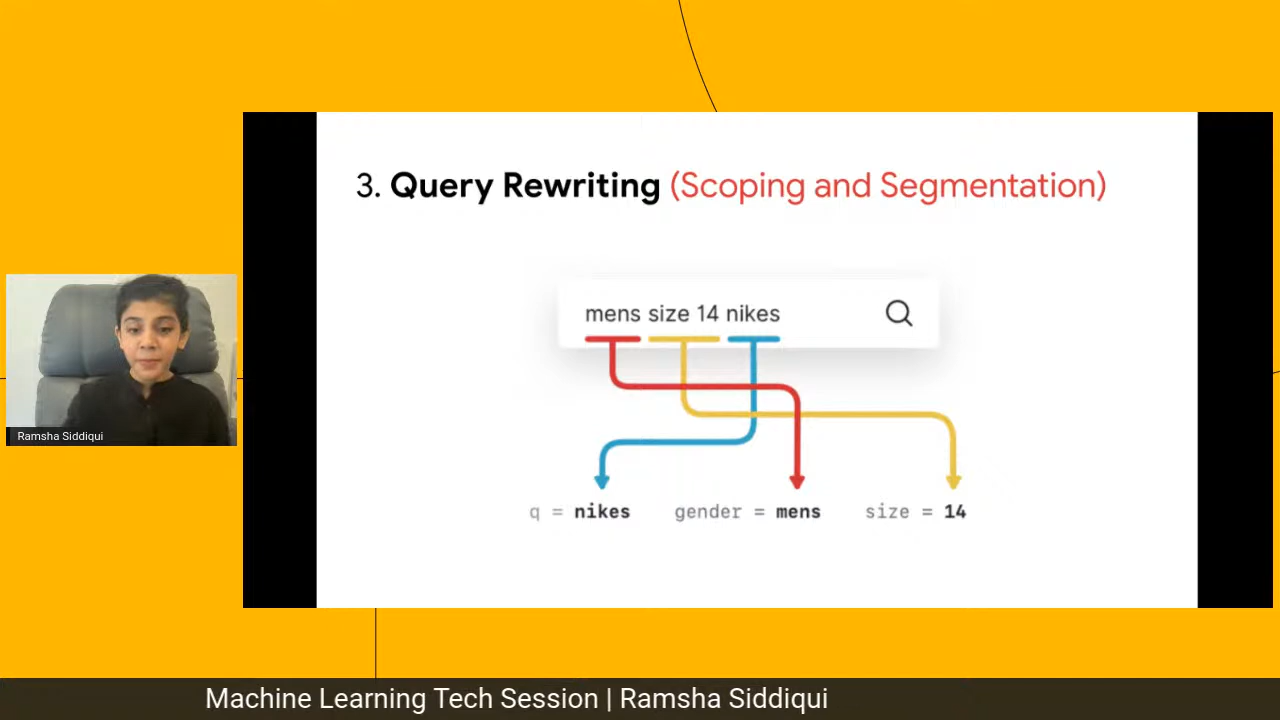 3. Query Rewriting (Scoping and Segmentation)
mens size 14 nikes
q = nikes gender = mens size = 14
Ramsha Siddiqui
Machine Learning Tech Session | Ramsha Siddiqui